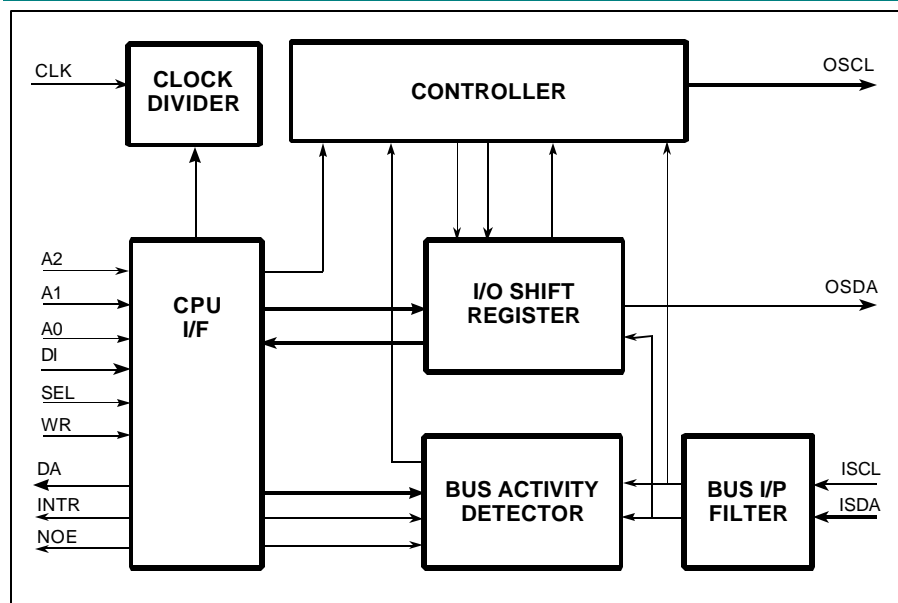 CLK
CLOCK
DIVIDER
CONTROLLER
OSCL
A2
A1
A0
DI
SEL
WR
DA
INTR
NOE
CPU
I/F
I/O SHIFT
REGISTER
OSDA
BUS ACTIVITY
DETECTOR
BUS I/P
FILTER
ISCL
ISDA